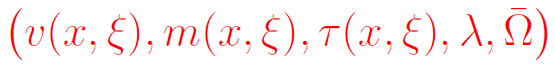 (v(x, ξ), m(x, ξ), τ(x, ξ), λ, Ω̄)